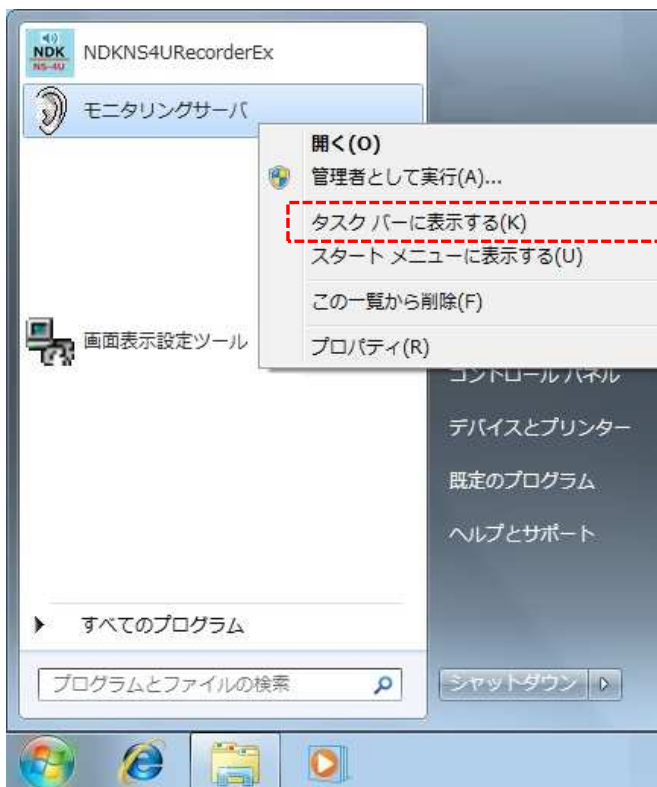 NDK
NS-4U
NDKNS4URecorderEx
モニタリングサーバ
開く(O)
管理者として実行(A)...
タスク バーに表示する(K)
スタート メニューに表示する(U)
この一覧から削除(F)
プロパティ(R)
画面表示設定ツール
コントロール パネル
デバイスとプリンター
既定のプログラム
ヘルプとサポート
すべてのプログラム
プログラムとファイルの検索
シャットダウン